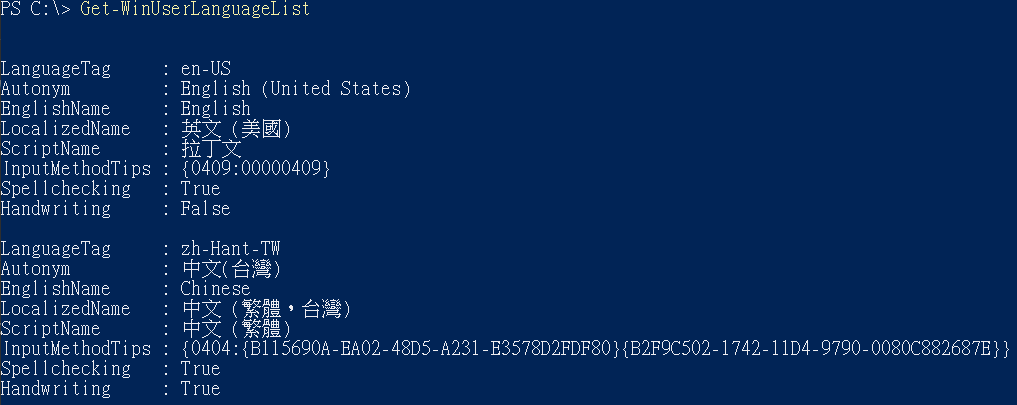 PS C:\> Get-WinUserLanguageList
LanguageTag : en-US
Autonym : English (United States)
EnglishName : English
LocalizedName : 英文 (美國)
ScriptName : 拉丁文
InputMethodTips : {0409:00000409}
Spellchecking : True
Handwriting : False
LanguageTag : zh-Hant-TW
Autonym : 中文(台灣)
EnglishName : Chinese
LocalizedName : 中文 (繁體，台灣)
ScriptName : 中文 (繁體)
InputMethodTips : {0404:{B115690A-EA02-48D5-A231-E3578D2FDF80}{B2F9C502-1742-11D4-9790-0080C882687E}}
Spellchecking : True
Handwriting : True